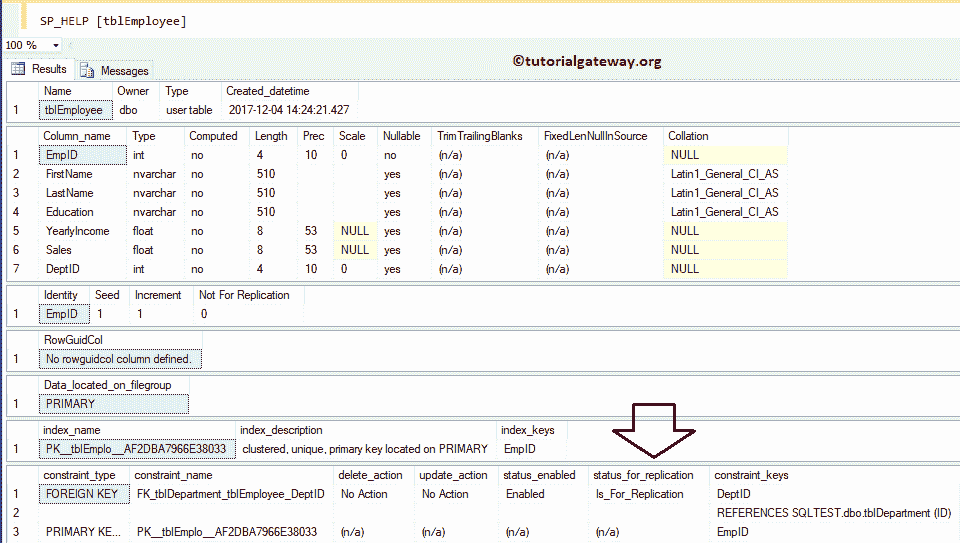 SP_HELP [tblEmployee]
100 %
Results Messages
©tutorialgateway.org
Name Owner Type Created_datetime
1 tblEmployee dbo user table 2017-12-04 14:24:21.427
Column_name Type Computed Length Prec Scale Nullable TrimTrailingBlanks FixedLenNullInSource Collation
1 EmpID int no 4 10 0 no (n/a) (n/a) NULL
2 FirstName nvarchar no 510 yes (n/a) (n/a) Latin1_General_CI_AS
3 LastName nvarchar no 510 yes (n/a) (n/a) Latin1_General_CI_AS
4 Education nvarchar no 510 yes (n/a) (n/a) Latin1_General_CI_AS
5 YearlyIncome float no 8 53 NULL yes (n/a) (n/a) NULL
6 Sales float no 8 53 NULL yes (n/a) (n/a) NULL
7 DeptID int no 4 10 0 yes (n/a) (n/a) NULL
Identity Seed Increment Not For Replication
1 EmpID 1 1 0
RowGuidCol
1 No rowguidcol column defined.
Data_located_on_filegroup
1 PRIMARY
index_name index_description index_keys
1 PK__tblEmplo__AF2DBA7966E38033 clustered, unique, primary key located on PRIMARY EmpID
constraint_type constraint_name delete_action update_action status_enabled status_for_replication constraint_keys
1 FOREIGN KEY FK_tblDepartment_tblEmployee_DeptID No Action No Action Enabled Is_For_Replication DeptID
2 REFERENCES SQLTEST.dbo.tblDepartment (ID)
3 PRIMARY KE... PK__tblEmplo__AF2DBA7966E38033 (n/a) (n/a) (n/a) (n/a) EmpID